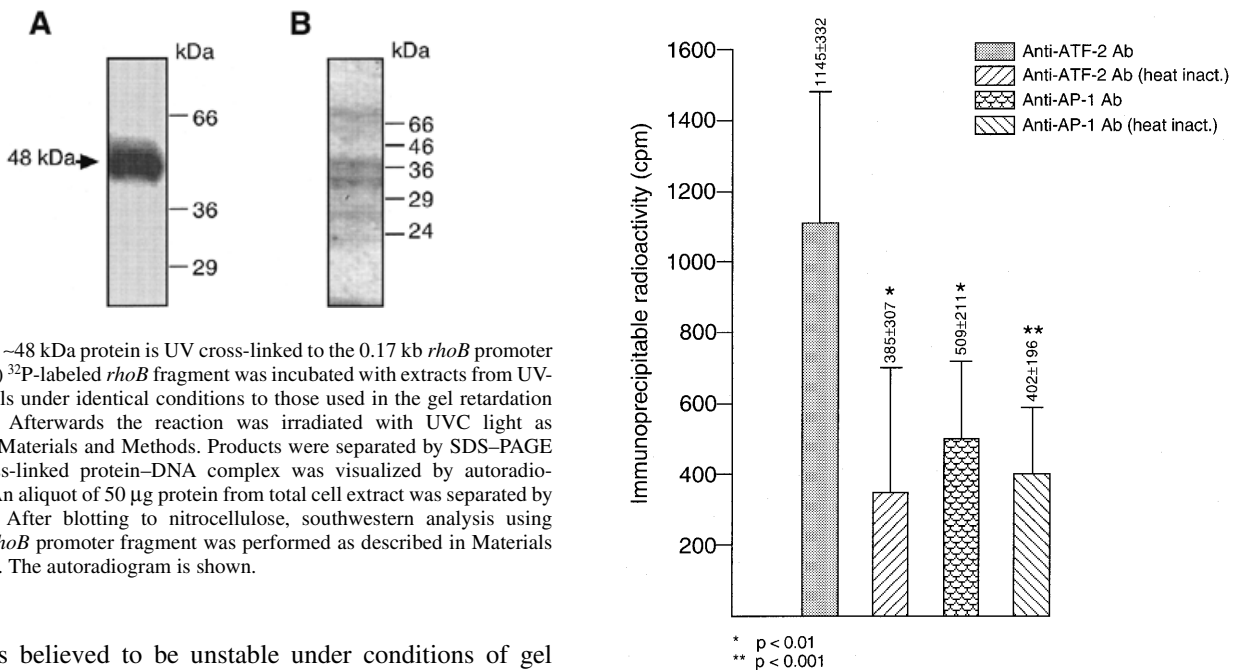 A
B
kDa
kDa
66
48 kDa
36
29
66
46
36
29
24
~48 kDa protein is UV cross-linked to the 0.17 kb rhoB promoter
) ³²P-labeled rhoB fragment was incubated with extracts from UV-
ls under identical conditions to those used in the gel retardation
Afterwards the reaction was irradiated with UVC light as
Materials and Methods. Products were separated by SDS–PAGE
ss-linked protein–DNA complex was visualized by autoradio-
An aliquot of 50 µg protein from total cell extract was separated by
After blotting to nitrocellulose, southwestern analysis using
hoB promoter fragment was performed as described in Materials
. The autoradiogram is shown.
s believed to be unstable under conditions of gel
Immunoprecipitable radioactivity (cpm)
1600
1400
1200
1000
800
600
400
200
1145±332
385±307 *
509±211 *
402±196 **
Anti-ATF-2 Ab
Anti-ATF-2 Ab (heat inact.)
Anti-AP-1 Ab
Anti-AP-1 Ab (heat inact.)
* p < 0.01
** p < 0.001